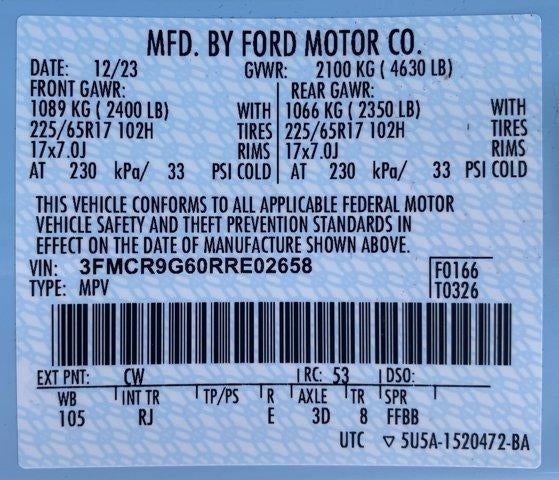 MFD. BY FORD MOTOR CO.
DATE: 12/23 GVWR: 2100 KG ( 4630 LB)
FRONT GAWR: REAR GAWR:
1089 KG ( 2400 LB) WITH 1066 KG ( 2350 LB) WITH
225/65R17 102H TIRES 225/65R17 102H TIRES
17x7.0J RIMS 17x7.0J RIMS
AT 230 kPa/ 33 PSI COLD AT 230 kPa/ 33 PSI COLD
THIS VEHICLE CONFORMS TO ALL APPLICABLE FEDERAL MOTOR
VEHICLE SAFETY AND THEFT PREVENTION STANDARDS IN
EFFECT ON THE DATE OF MANUFACTURE SHOWN ABOVE.
VIN: 3FMCR9G60RRE02658 F0166
TYPE: MPV T0326
EXT PNT: CW RC: 53 DSO:
WB INT TR TP/PS R AXLE TR SPR
105 RJ E 3D 8 FFBB
UTC ▽ 5U5A-1520472-BA